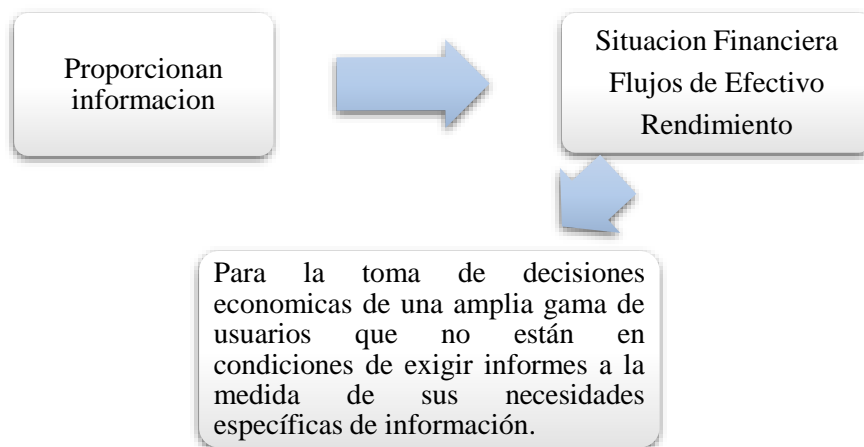 Proporcionan
informacion
Situacion Financiera
Flujos de Efectivo
Rendimiento
Para la toma de decisiones
economicas de una amplia gama de
usuarios que no están en
condiciones de exigir informes a la
medida de sus necesidades
específicas de información.